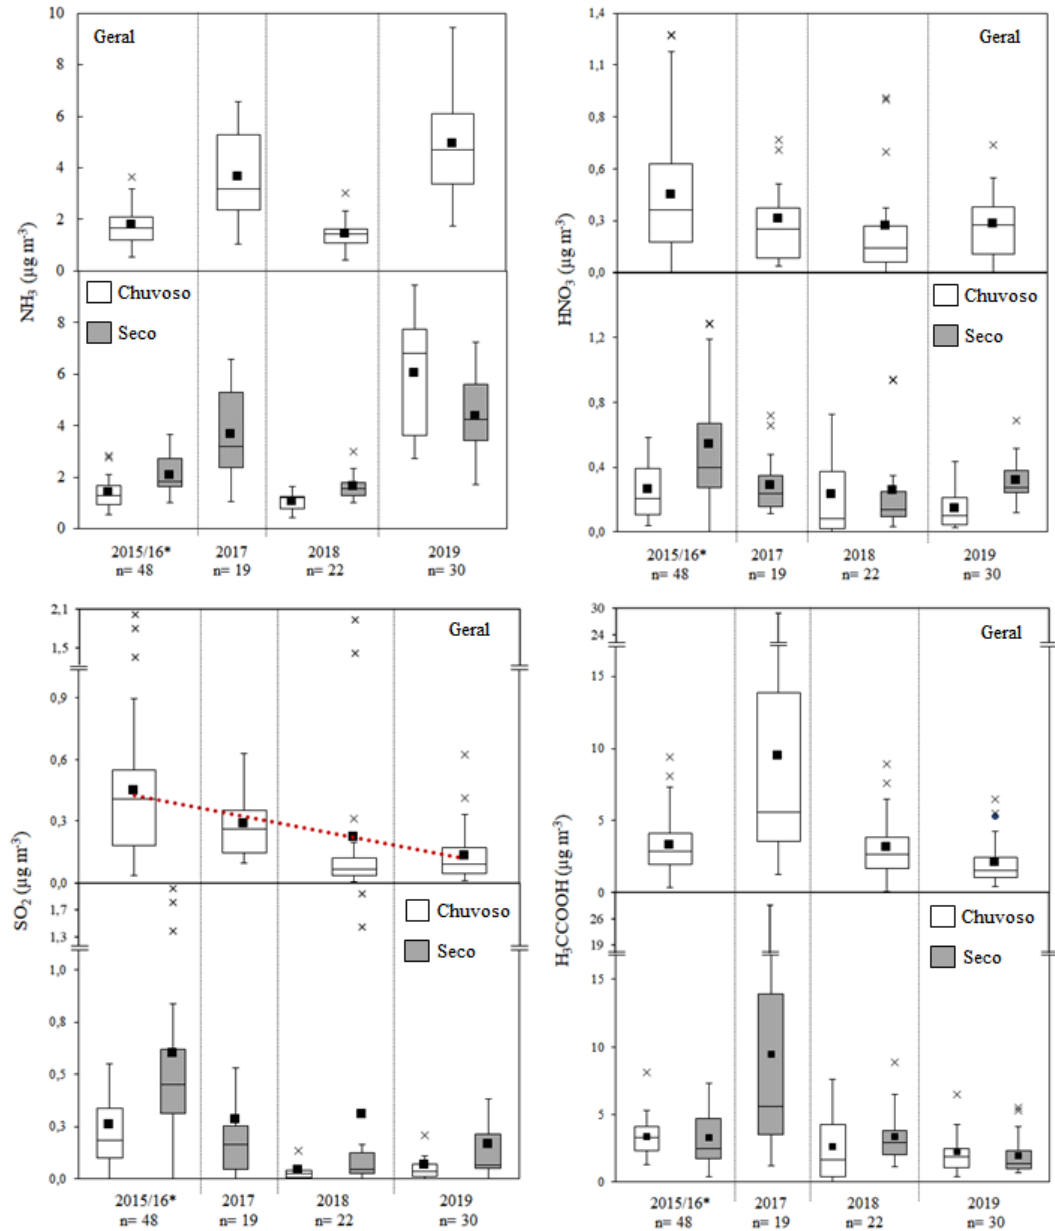 10
8
6
4
2
0
Geral
8
6
4
2
0
Chuvoso
Seco
NH₃ (µg m⁻³)
2015/16* 2017 2018 2019
n= 48 n= 19 n= 22 n= 30
1,4
1,1
0,8
0,6
0,3
0,0
Geral
1,2
0,8
0,4
0,0
Chuvoso
Seco
HNO₃ (µg m⁻³)
2015/16* 2017 2018 2019
n= 48 n= 19 n= 22 n= 30
2,1
1,5
0,9
0,6
0,3
0,0
Geral
1,7
1,3
1,0
0,8
0,5
0,3
0,0
Chuvoso
Seco
SO₂ (µg m⁻³)
2015/16* 2017 2018 2019
n= 48 n= 19 n= 22 n= 30
30
24
15
10
5
0
Geral
26
19
15
10
5
0
Chuvoso
Seco
H₃CCOOH (µg m⁻³)
2015/16* 2017 2018 2019
n= 48 n= 19 n= 22 n= 30